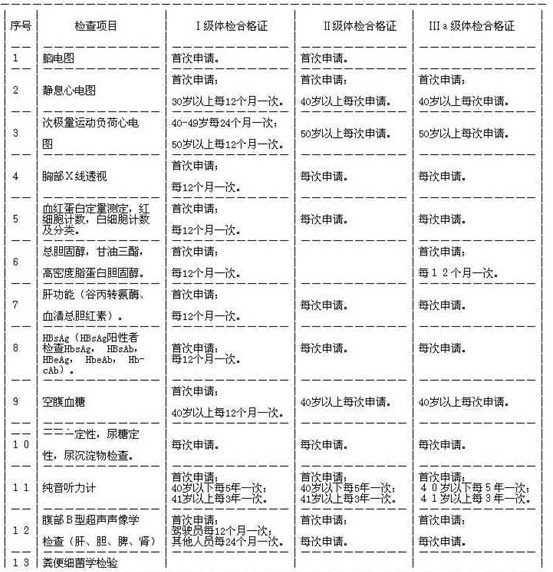 序号 检查项目 I级体检合格证 II级体检合格证 IIIa级体检合格证
1 脑电图 首次申请。 首次申请。
2 静息心电图 首次申请; 首次申请; 首次申请;
30岁以上每12个月一次。 40岁以上每次申请。 40岁以上每次申请。
3 次极量运动负荷心电 40-49岁每24个月一次; 50岁以上每次申请。 50岁以上每次申请。
图 50岁以上每12个月一次。
4 胸部X线透视 首次申请; 每次申请。 每次申请。
每12个月一次。
5 血红蛋白定量测定,红 首次申请; 每次申请。 每次申请。
细胞计数,白细胞计数
及分类。 每12个月一次。
6 总胆固醇,甘油三酯, 首次申请; 首次申请;
高密度脂蛋白胆固醇。 每12个月一次。 每12个月一次。
7 肝功能(谷丙转氨酶、 首次申请; 每次申请。 每次申请。
血清总胆红素)。 每12个月一次。
8 HBsAg(HBsAg阳性者
检查HbsAg, HBsAb, 首次申请; 每次申请。 每次申请。
HBeAg, HbeAb, Hb- 每12个月一次。
cAb)。
9 空腹血糖 首次申请; 40岁以上每次申请。 40岁以上每次申请。
40岁以上每12个月一次。
10 定性,尿糖定 每次申请。 每次申请。 每次申请。
性,尿沉淀物检查。
11 纯音听力计 首次申请; 首次申请; 首次申请;
40岁以下每5年一次; 40岁以下每5年一次; 40岁以下每5年一次;
41岁以上每3年一次。 41岁以上每3年一次。 41岁以上每3年一次。
12 腹部B型超声声像学 首次申请; 首次申请; 首次申请;
驾驶员每12个月一次;
检查(肝、胆、脾、肾) 其他人员每24个月一次。 每次申请。 每次申请。
13 粪便细菌学检验